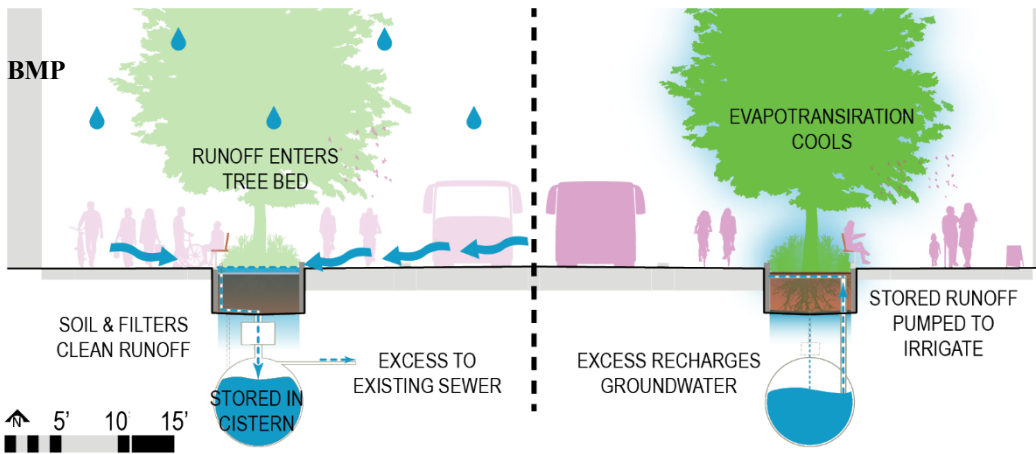 BMP
RUNOFF ENTERS
TREE BED
EVAPOTRANSIRATION
COOLS
SOIL & FILTERS
CLEAN RUNOFF
EXCESS TO
EXISTING SEWER
STORED IN
CISTERN
EXCESS RECHARGES
GROUNDWATER
STORED RUNOFF
PUMPED TO
IRRIGATE
N 5' 10' 15'